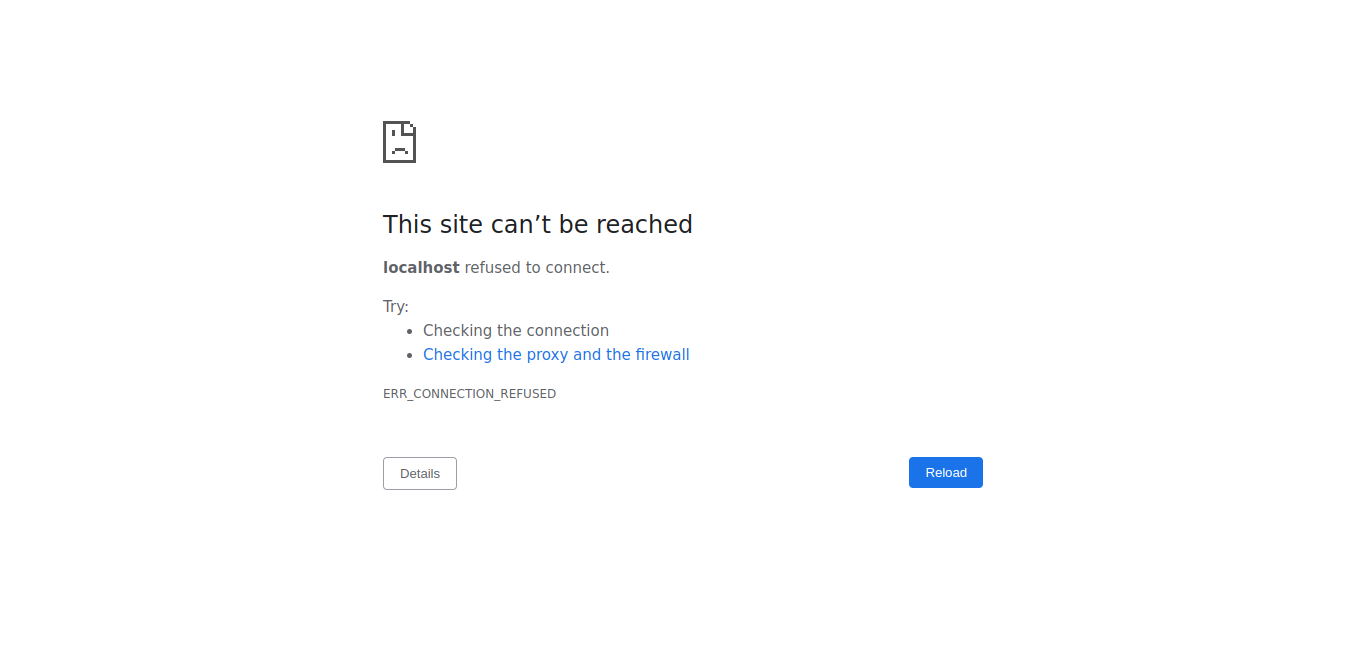 This site can’t be reached
localhost refused to connect.
Try:
Checking the connection
Checking the proxy and the firewall
ERR_CONNECTION_REFUSED
Details
Reload